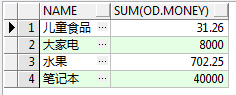 NAME SUM(OD.MONEY)
1 儿童食品 ··· 31.26
2 大家电 ··· 8000
3 水果 ··· 702.25
4 笔记本 ··· 40000